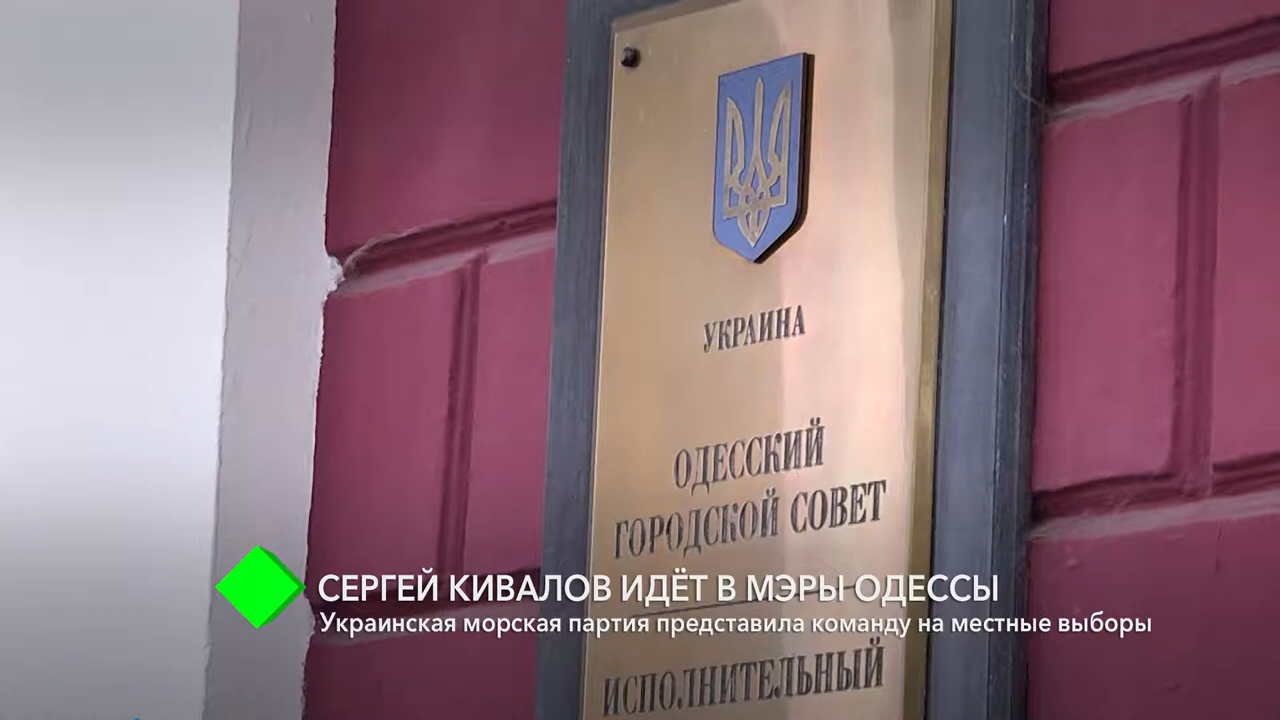 УКРАИНА
ОДЕССКИЙ
ГОРОДСКОЙ СОВЕТ
СЕРГЕЙ КИВАЛОВ ИДЁТ В МЭРЫ ОДЕССЫ
Украинская морская партия представила команду на местные выборы
ИСПОЛНИТЕЛЬНЫЙ